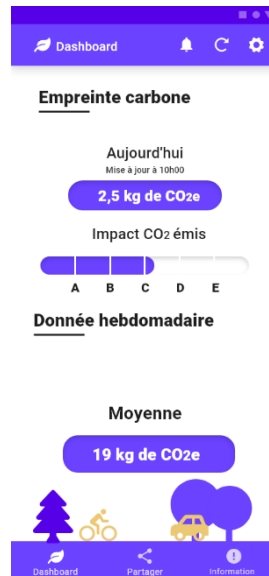 Dashboard
Empreinte carbone
Aujourd'hui
Mise à jour à 10h00
2,5 kg de CO2e
Impact CO2 émis
A B C D E
Donnée hebdomadaire
Moyenne
19 kg de CO2e
Dashboard Partager Information